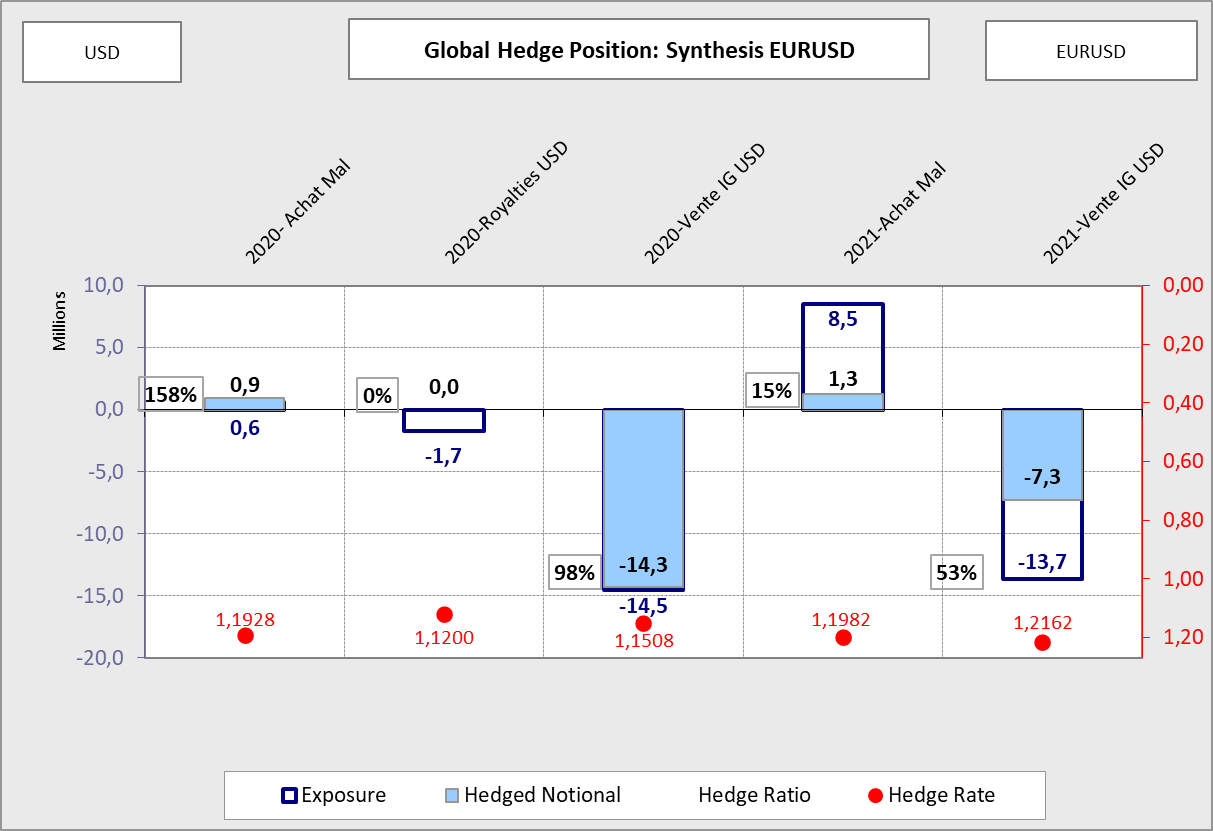 USD
Global Hedge Position: Synthesis EURUSD
EURUSD
2020- Achat Mal
2020-Royalties USD
2020-Vente IG USD
2021-Achat Mal
2021-Vente IG USD
Millions
10,0
5,0
0,0
-5,0
-10,0
-15,0
-20,0
0,00
0,20
0,40
0,60
0,80
1,00
1,20
158%
0,9
0,6
0%
0,0
-1,7
98%
-14,3
-14,5
15%
8,5
1,3
53%
-7,3
-13,7
1,1928
1,1200
1,1508
1,1982
1,2162
Exposure
Hedged Notional
Hedge Ratio
Hedge Rate